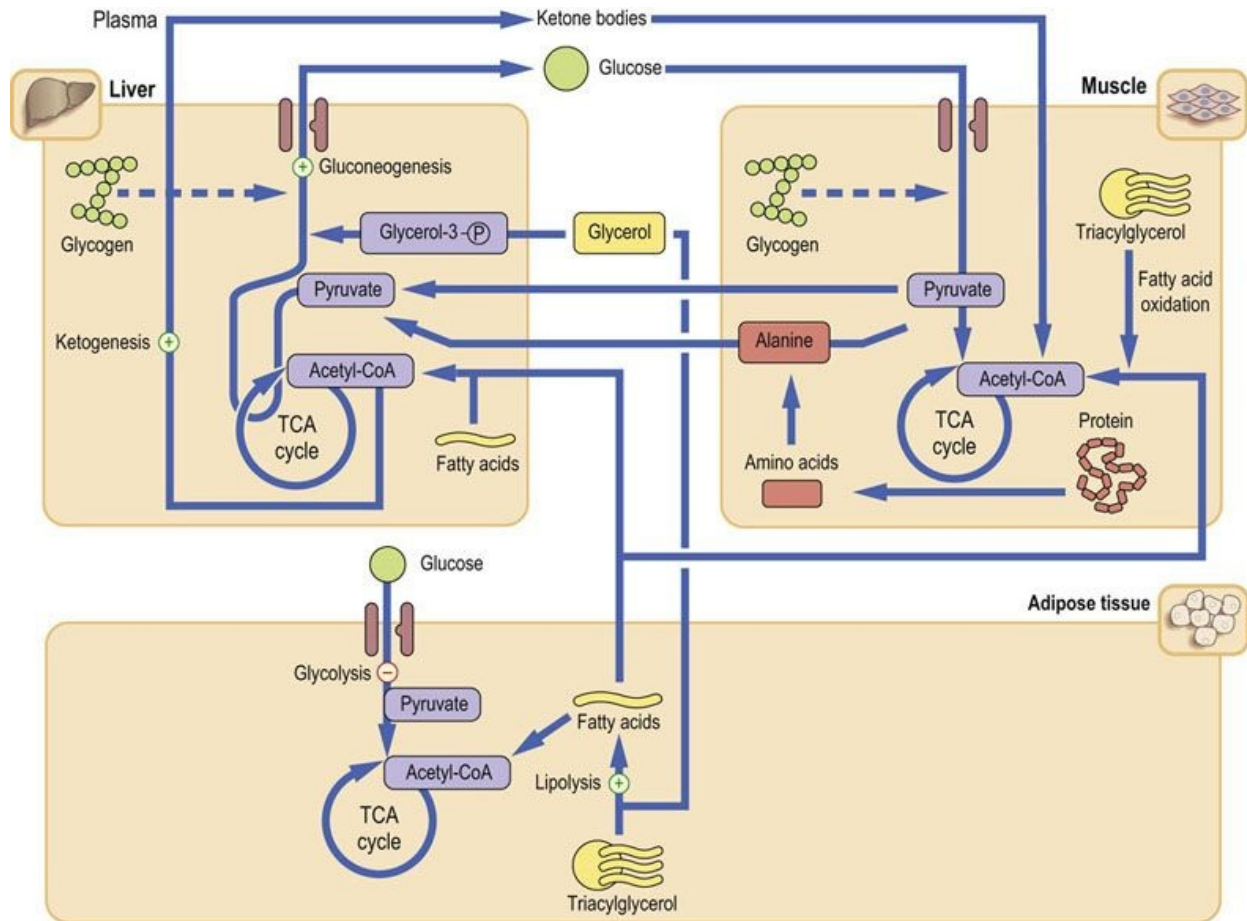 Plasma
Ketone bodies
Glucose
Liver
Muscle
Gluconeogenesis
Glycogen
Glycerol-3-P
Glycerol
Glycogen
Triacylglycerol
Fatty acid
oxidation
Pyruvate
Pyruvate
Ketogenesis
Alanine
Acetyl-CoA
Acetyl-CoA
TCA
cycle
Fatty acids
TCA
cycle
Protein
Amino acids
Glucose
Adipose tissue
Glycolysis
Pyruvate
Fatty acids
Acetyl-CoA
Lipolysis
TCA
cycle
Triacylglycerol